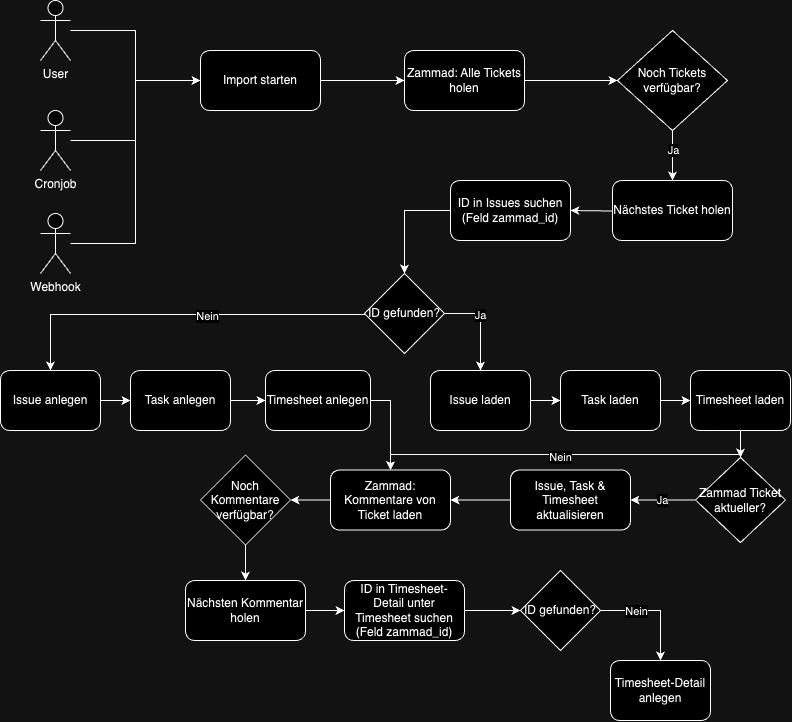 User
Import starten
Zammad: Alle Tickets
holen
Noch Tickets
verfügbar?
Cronjob
Ja
Webhook
ID in Issues suchen
(Feld zammad_id)
Nächstes Ticket holen
ID gefunden?
Nein
Ja
Issue anlegen
Task anlegen
Timesheet anlegen
Issue laden
Task laden
Timesheet laden
Nein
Noch
Kommentare
verfügbar?
Zammad:
Kommentare von
Ticket laden
Issue, Task &
Timesheet
aktualisieren
Ja
Zammad Ticket
aktueller?
Nächsten Kommentar
holen
ID in Timesheet-
Detail unter
Timesheet suchen
(Feld zammad_id)
ID gefunden?
Nein
Timesheet-Detail
anlegen